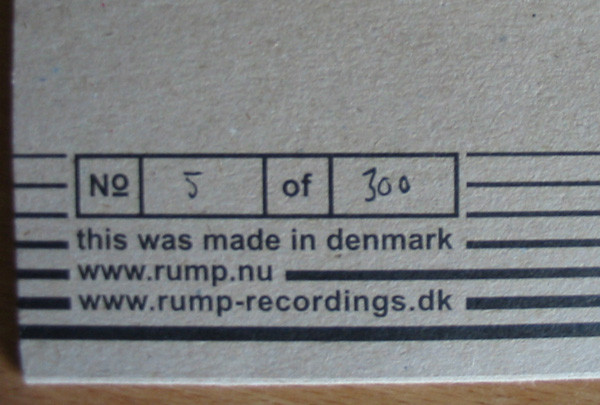 Nº 5 of 300
this was made in denmark
www.rump.nu
www.rump-recordings.dk